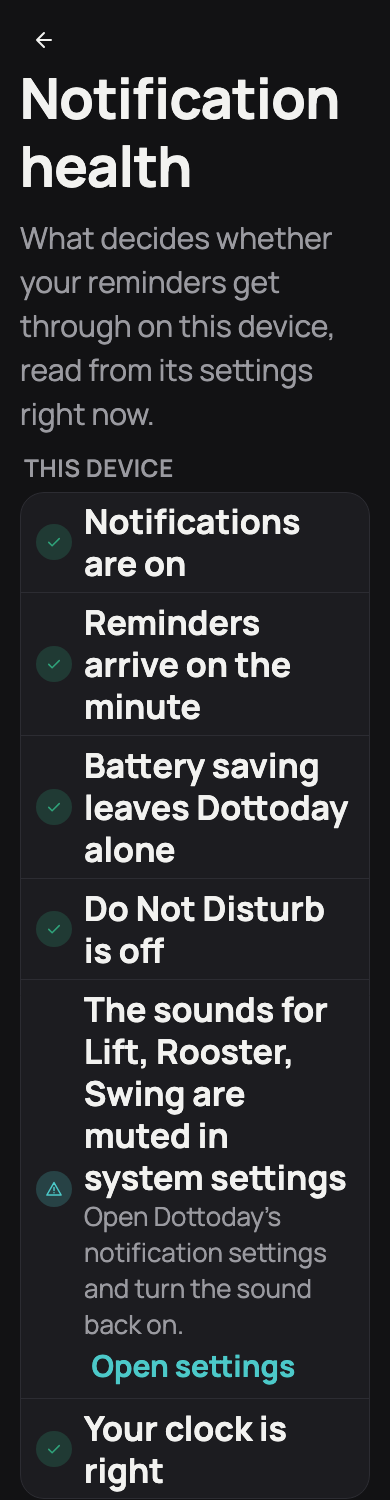 Notification
health
What decides whether
your reminders get
through on this device,
read from its settings
right now.
THIS DEVICE
Notifications
are on
Reminders
arrive on the
minute
Battery saving
leaves Dottoday
alone
Do Not Disturb
is off
The sounds for
Lift, Rooster,
Swing are
muted in
system settings
Open Dottoday's
notification settings
and turn the sound
back on.
Open settings
Your clock is
right